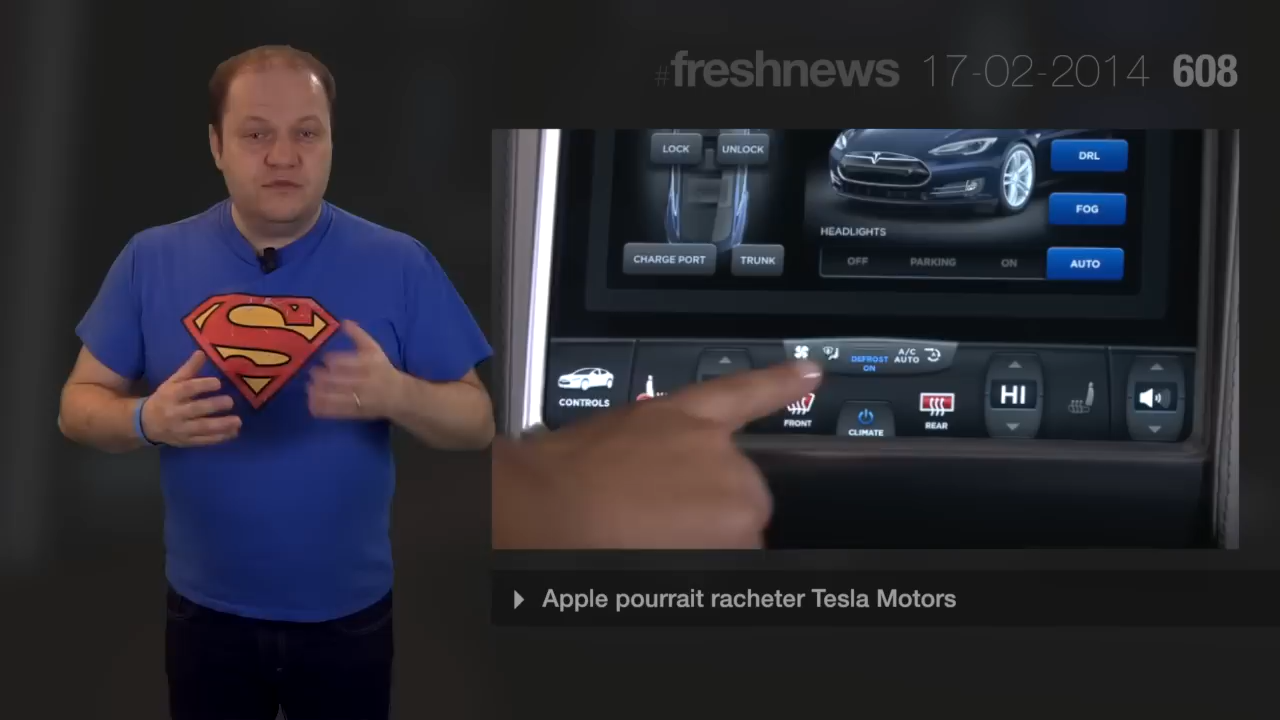 #freshnews 17-02-2014 608
LOCK UNLOCK
DRL
FOG
HEADLIGHTS
CHARGE PORT TRUNK
OFF PARKING ON AUTO
DEFROST ON
A/C AUTO
CONTROLS
FRONT
CLIMATE
REAR
HI
Apple pourrait racheter Tesla Motors